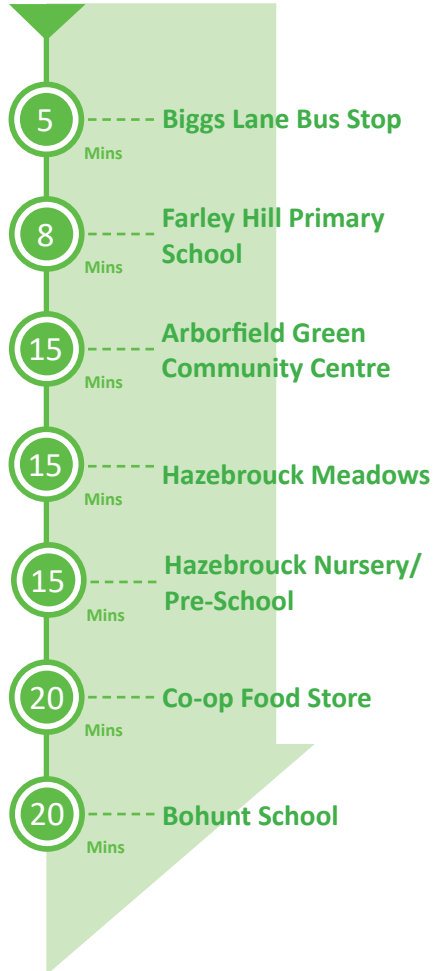 5
Biggs Lane Bus Stop
Mins
8
Farley Hill Primary
School
Mins
15
Arborfield Green
Community Centre
Mins
15
Hazebrouck Meadows
Mins
15
Hazebrouck Nursery/
Pre-School
Mins
20
Co-op Food Store
Mins
20
Bohunt School
Mins